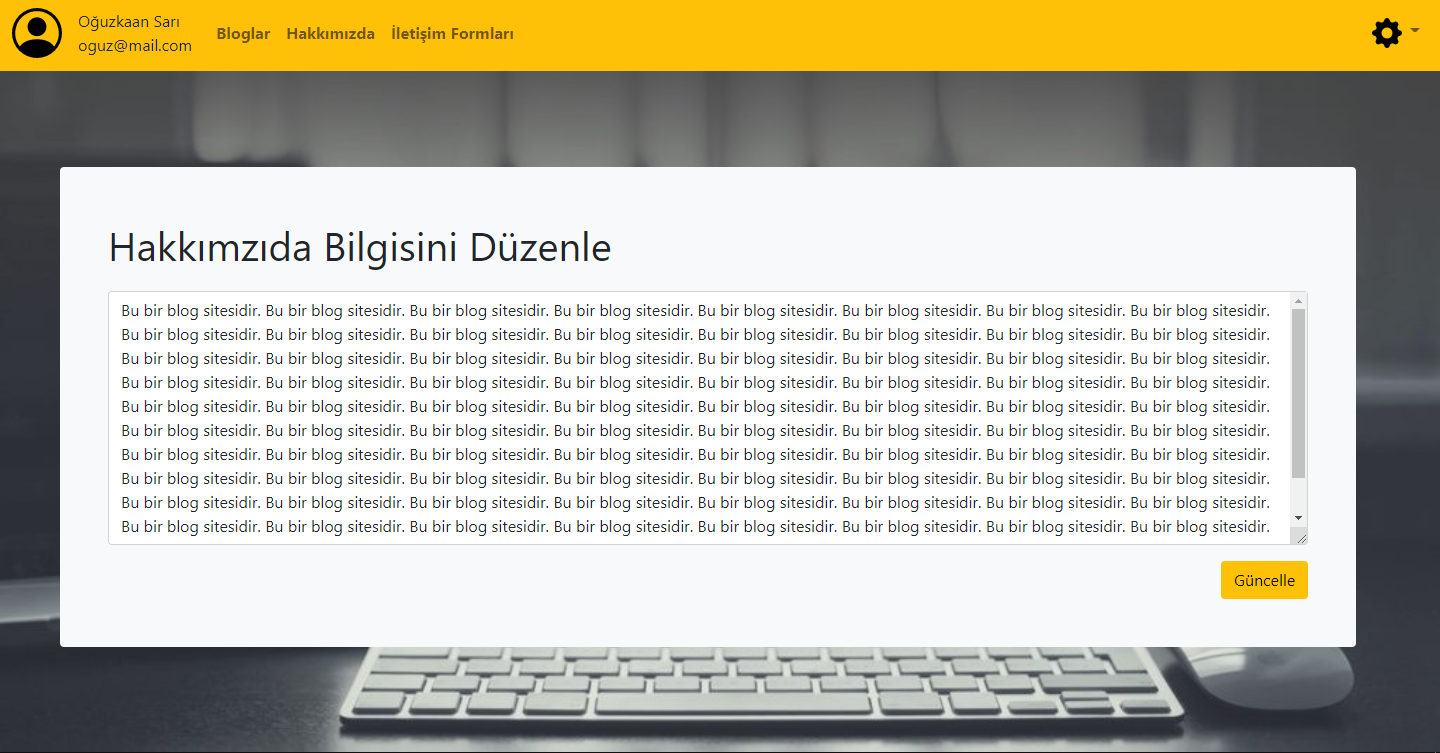 Oğuzkaan Sarı
oguz@mail.com
Bloglar Hakkımızda İletişim Formları
Hakkımzıda Bilgisini Düzenle
Bu bir blog sitesidir. Bu bir blog sitesidir. Bu bir blog sitesidir. Bu bir blog sitesidir. Bu bir blog sitesidir. Bu bir blog sitesidir. Bu bir blog sitesidir. Bu bir blog sitesidir.
Bu bir blog sitesidir. Bu bir blog sitesidir. Bu bir blog sitesidir. Bu bir blog sitesidir. Bu bir blog sitesidir. Bu bir blog sitesidir. Bu bir blog sitesidir. Bu bir blog sitesidir.
Bu bir blog sitesidir. Bu bir blog sitesidir. Bu bir blog sitesidir. Bu bir blog sitesidir. Bu bir blog sitesidir. Bu bir blog sitesidir. Bu bir blog sitesidir. Bu bir blog sitesidir.
Bu bir blog sitesidir. Bu bir blog sitesidir. Bu bir blog sitesidir. Bu bir blog sitesidir. Bu bir blog sitesidir. Bu bir blog sitesidir. Bu bir blog sitesidir. Bu bir blog sitesidir.
Bu bir blog sitesidir. Bu bir blog sitesidir. Bu bir blog sitesidir. Bu bir blog sitesidir. Bu bir blog sitesidir. Bu bir blog sitesidir. Bu bir blog sitesidir. Bu bir blog sitesidir.
Bu bir blog sitesidir. Bu bir blog sitesidir. Bu bir blog sitesidir. Bu bir blog sitesidir. Bu bir blog sitesidir. Bu bir blog sitesidir. Bu bir blog sitesidir. Bu bir blog sitesidir.
Bu bir blog sitesidir. Bu bir blog sitesidir. Bu bir blog sitesidir. Bu bir blog sitesidir. Bu bir blog sitesidir. Bu bir blog sitesidir. Bu bir blog sitesidir. Bu bir blog sitesidir.
Bu bir blog sitesidir. Bu bir blog sitesidir. Bu bir blog sitesidir. Bu bir blog sitesidir. Bu bir blog sitesidir. Bu bir blog sitesidir. Bu bir blog sitesidir. Bu bir blog sitesidir.
Bu bir blog sitesidir. Bu bir blog sitesidir. Bu bir blog sitesidir. Bu bir blog sitesidir. Bu bir blog sitesidir. Bu bir blog sitesidir. Bu bir blog sitesidir. Bu bir blog sitesidir.
Bu bir blog sitesidir. Bu bir blog sitesidir. Bu bir blog sitesidir. Bu bir blog sitesidir. Bu bir blog sitesidir. Bu bir blog sitesidir. Bu bir blog sitesidir. Bu bir blog sitesidir.
Güncelle